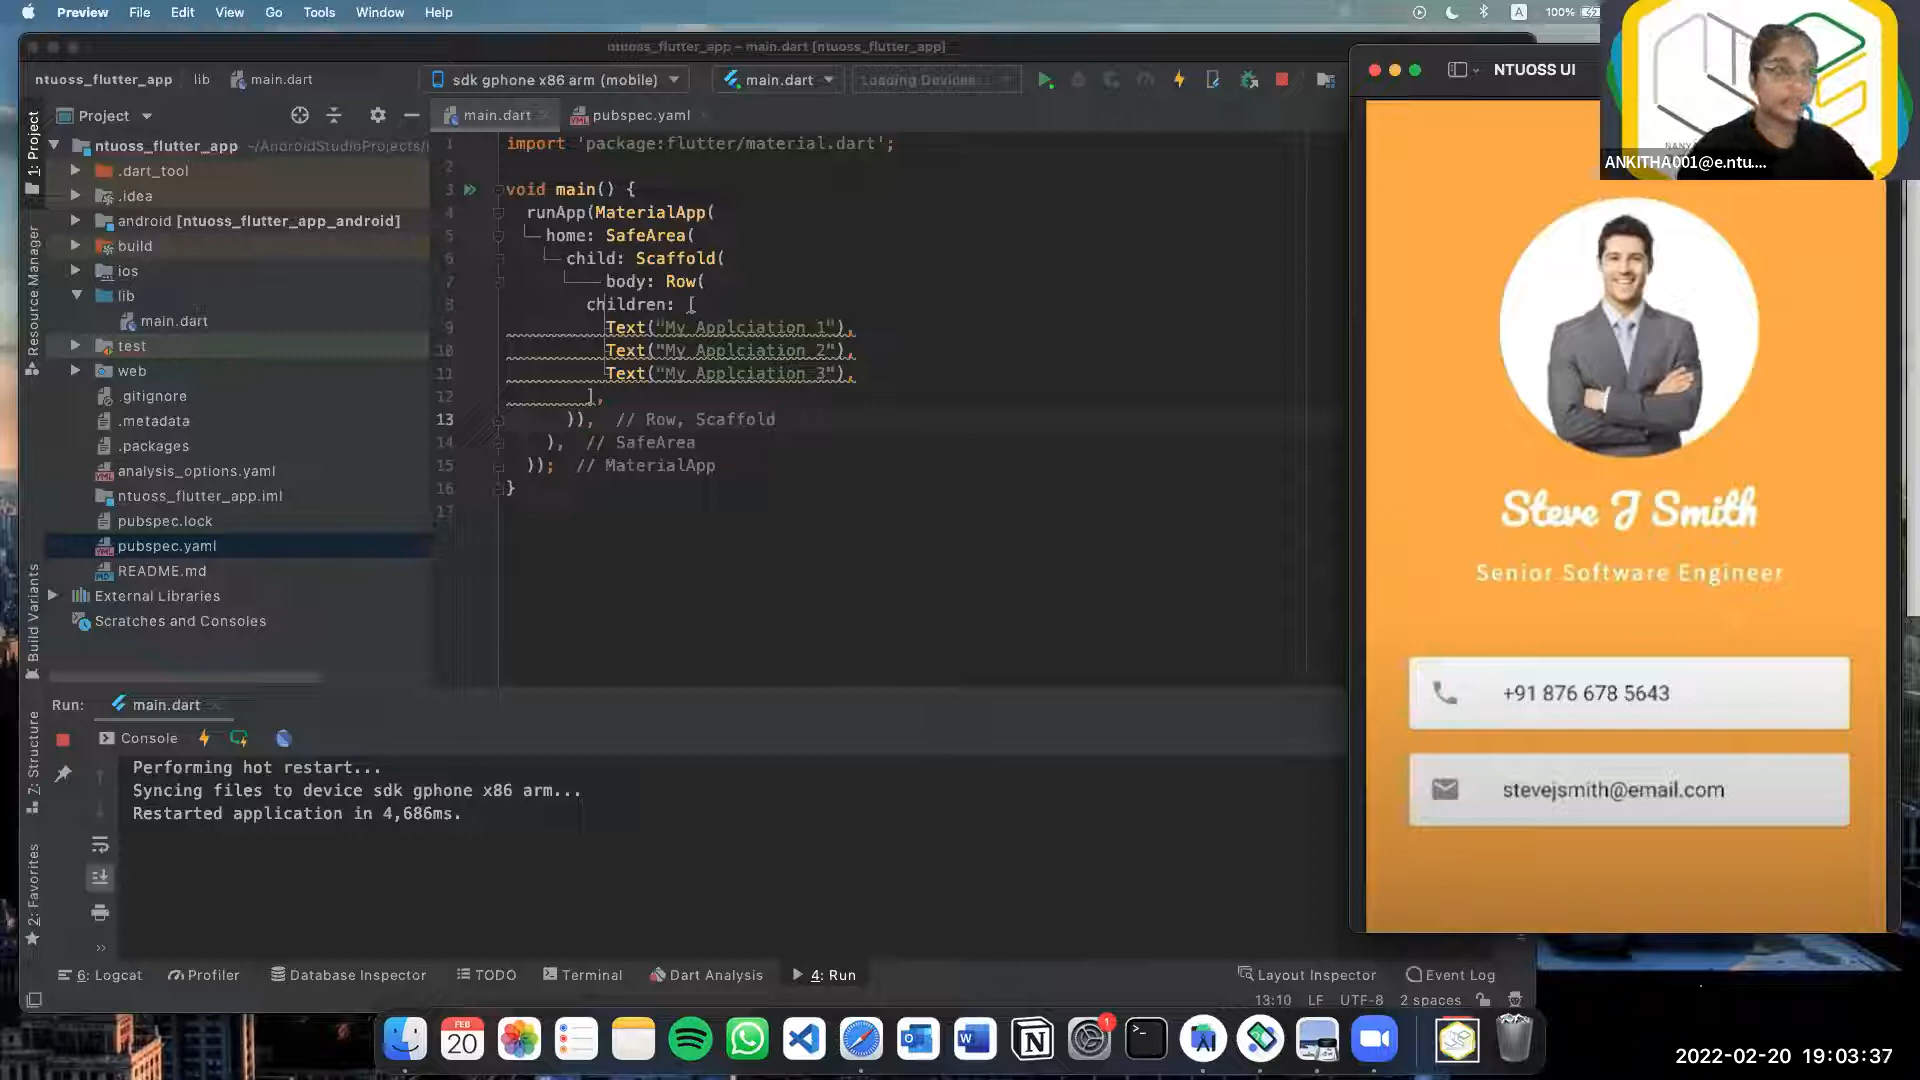 Preview File Edit View Go Tools Window Help
A 100%
ntuoss_flutter_app – main.dart [ntuoss_flutter_app]
ntuoss_flutter_app lib main.dart
sdk gphone x86 arm (mobile) main.dart Loading Devices...
NTUOSS UI
Project
main.dart pubspec.yaml
ntuoss_flutter_app ~/AndroidStudioProjects/
.dart_tool
.idea
android [ntuoss_flutter_app_android]
build
ios
lib
main.dart
test
web
.gitignore
.metadata
.packages
analysis_options.yaml
ntuoss_flutter_app.iml
pubspec.lock
pubspec.yaml
README.md
External Libraries
Scratches and Consoles
1: Project
Resource Manager
Build Variants
7: Structure
2: Favorites
1 import 'package:flutter/material.dart';
2
3 void main() {
4 runApp(MaterialApp(
5 home: SafeArea(
6 child: Scaffold(
7 body: Row(
8 children: [
9 Text("My Applciation 1"),
10 Text("My Applciation 2"),
11 Text("My Applciation 3"),
12 ],
13 )), // Row, Scaffold
14 ), // SafeArea
15 )); // MaterialApp
16 }
17
ANKITHA001@e.ntu....
Steve J Smith
Senior Software Engineer
+91 876 678 5643
stevejsmith@email.com
Run: main.dart
Console
Performing hot restart...
Syncing files to device sdk gphone x86 arm...
Restarted application in 4,686ms.
6: Logcat Profiler Database Inspector TODO Terminal Dart Analysis 4: Run Layout Inspector Event Log
13:10 LF UTF-8 2 spaces
FEB
20
1
2022-02-20 19:03:37